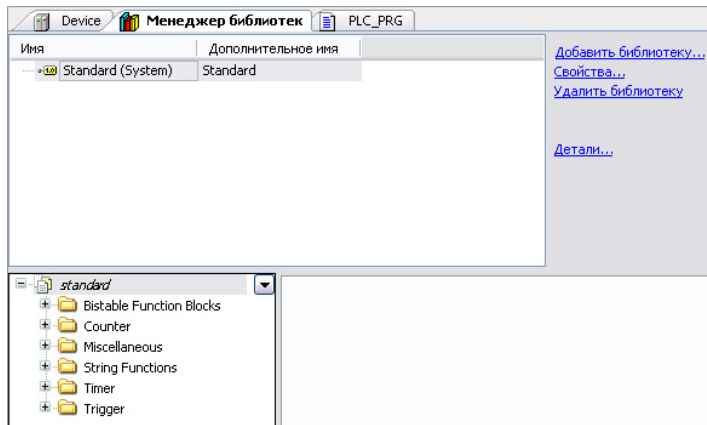 Device
Менеджер библиотек
PLC_PRG
Имя
Дополнительное имя
Standard (System)
Standard
Добавить библиотеку...
Свойства...
Удалить библиотеку
Детали...
standard
Bistable Function Blocks
Counter
Miscellaneous
String Functions
Timer
Trigger